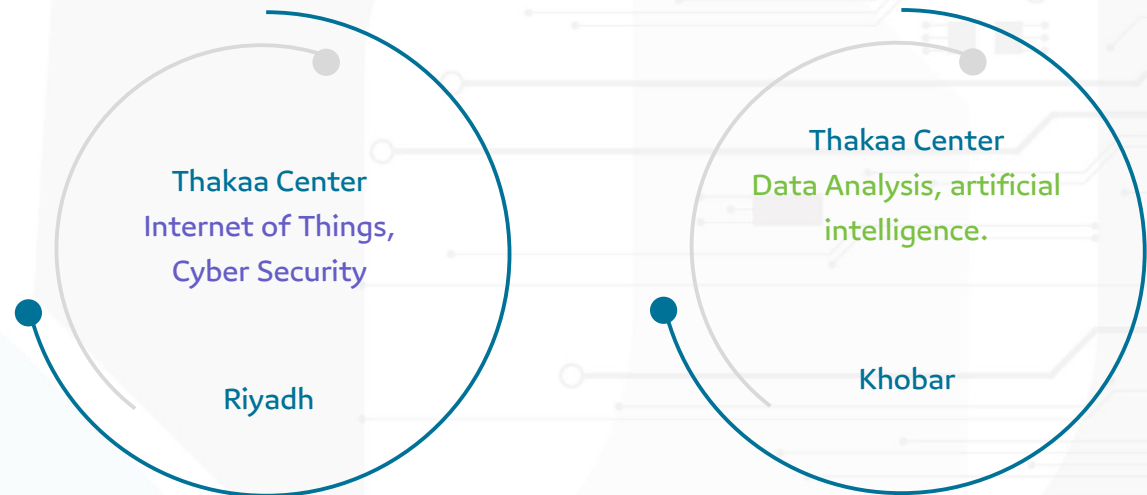 Thakaa Center
Internet of Things,
Cyber Security
Riyadh
Thakaa Center
Data Analysis, artificial
intelligence.
Khobar